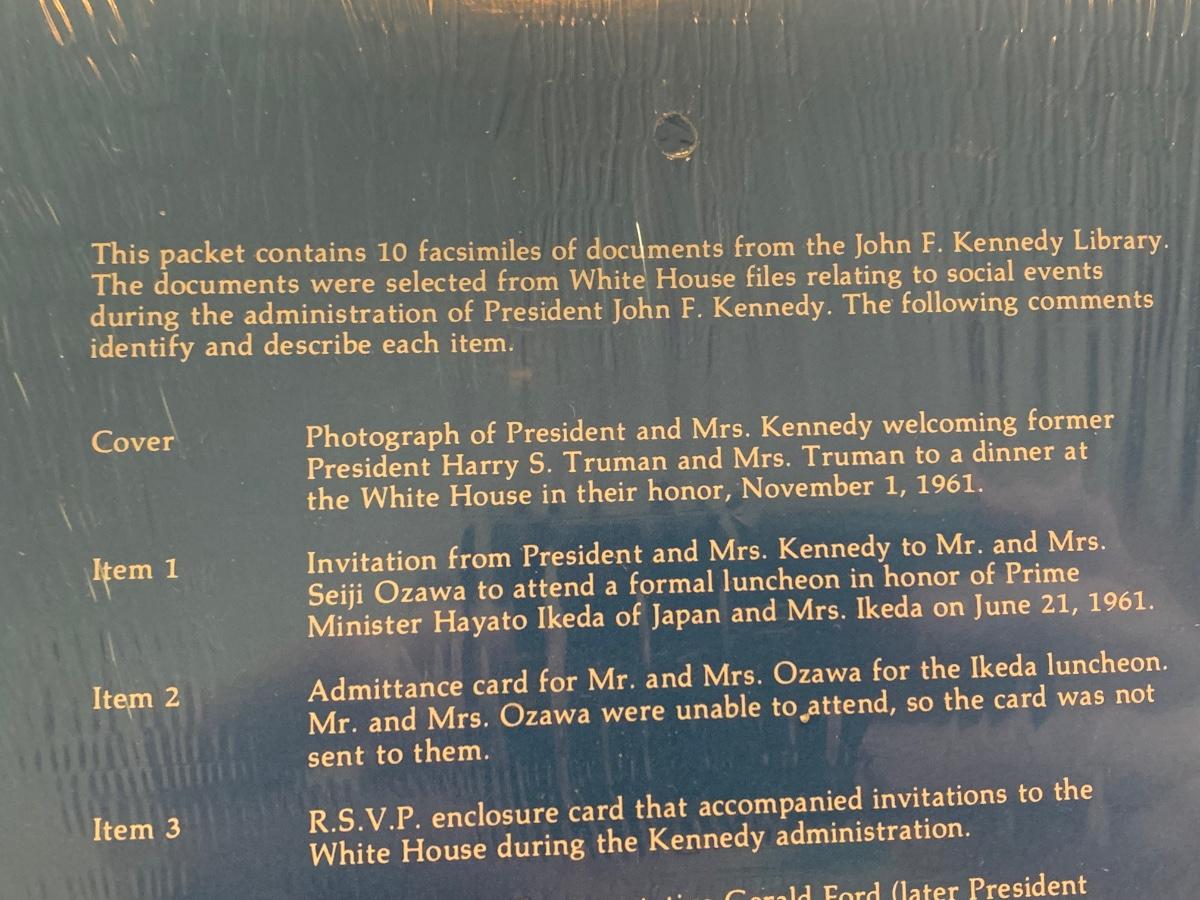 This packet contains 10 facsimiles of documents from the John F. Kennedy Library.
The documents were selected from White House files relating to social events
during the administration of President John F. Kennedy. The following comments
identify and describe each item.
Cover
Photograph of President and Mrs. Kennedy welcoming former
President Harry S. Truman and Mrs. Truman to a dinner at
the White House in their honor, November 1, 1961.
Item 1
Invitation from President and Mrs. Kennedy to Mr. and Mrs.
Seiji Ozawa to attend a formal luncheon in honor of Prime
Minister Hayato Ikeda of Japan and Mrs. Ikeda on June 21, 1961.
Item 2
Admittance card for Mr. and Mrs. Ozawa for the Ikeda luncheon.
Mr. and Mrs. Ozawa were unable to attend, so the card was not
sent to them.
Item 3
R.S.V.P. enclosure card that accompanied invitations to the
White House during the Kennedy administration.
Gerald Ford (later President